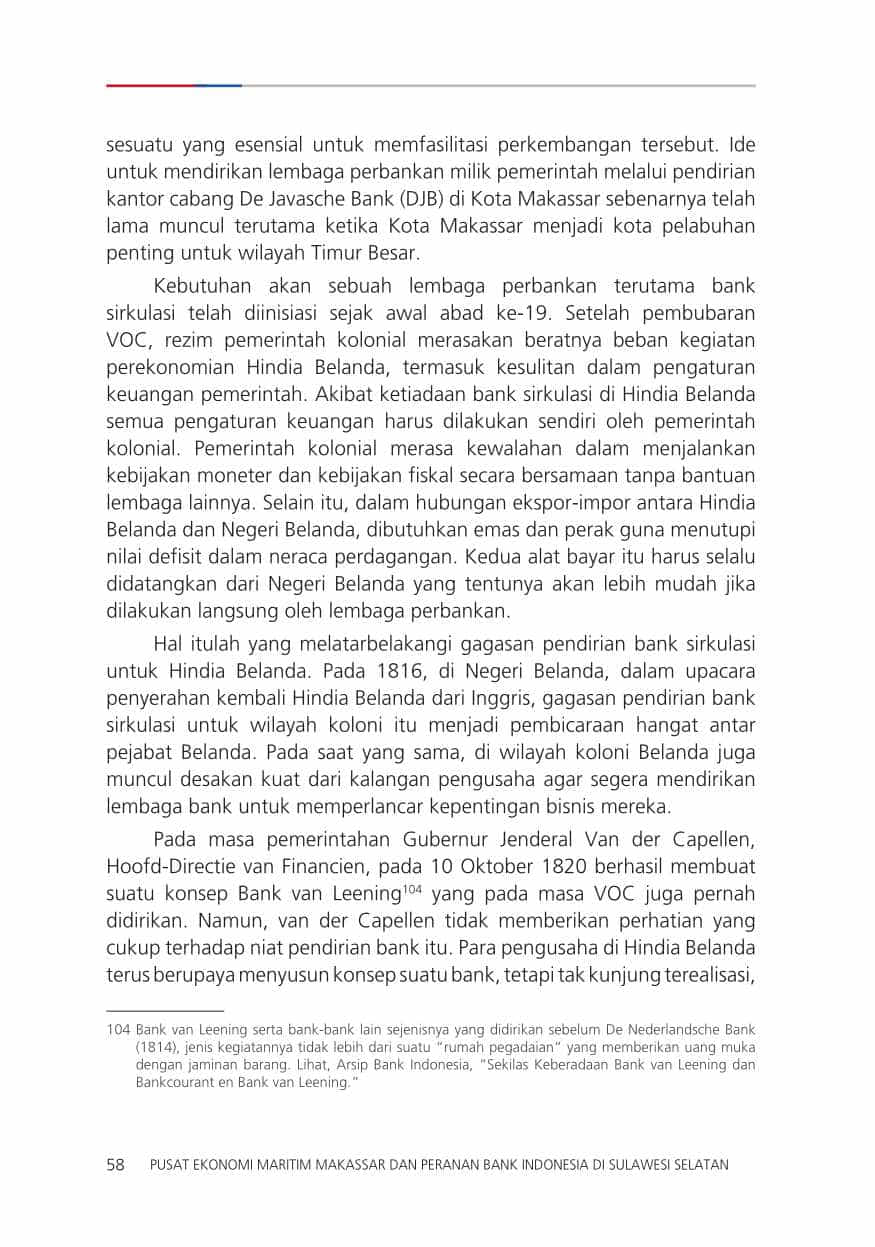 sesuatu yang esensial untuk memfasilitasi perkembangan tersebut. Ide
untuk mendirikan lembaga perbankan milik pemerintah melalui pendirian
kantor cabang De Javasche Bank (DJB) di Kota Makassar sebenarnya telah
lama muncul terutama ketika Kota Makassar menjadi kota pelabuhan
penting untuk wilayah Timur Besar.
Kebutuhan akan sebuah lembaga perbankan terutama bank
sirkulasi telah diinisiasi sejak awal abad ke-19. Setelah pembubaran
VOC, rezim pemerintah kolonial merasakan beratnya beban kegiatan
perekonomian Hindia Belanda, termasuk kesulitan dalam pengaturan
keuangan pemerintah. Akibat ketiadaan bank sirkulasi di Hindia Belanda
semua pengaturan keuangan harus dilakukan sendiri oleh pemerintah
kolonial. Pemerintah kolonial merasa kewalahan dalam menjalankan
kebijakan moneter dan kebijakan fiskal secara bersamaan tanpa bantuan
lembaga lainnya. Selain itu, dalam hubungan ekspor-impor antara Hindia
Belanda dan Negeri Belanda, dibutuhkan emas dan perak guna menutupi
nilai defisit dalam neraca perdagangan. Kedua alat bayar itu harus selalu
didatangkan dari Negeri Belanda yang tentunya akan lebih mudah jika
dilakukan langsung oleh lembaga perbankan.
Hal itulah yang melatarbelakangi gagasan pendirian bank sirkulasi
untuk Hindia Belanda. Pada 1816, di Negeri Belanda, dalam upacara
penyerahan kembali Hindia Belanda dari Inggris, gagasan pendirian bank
sirkulasi untuk wilayah koloni itu menjadi pembicaraan hangat antar
pejabat Belanda. Pada saat yang sama, di wilayah koloni Belanda juga
muncul desakan kuat dari kalangan pengusaha agar segera mendirikan
lembaga bank untuk memperlancar kepentingan bisnis mereka.
Pada masa pemerintahan Gubernur Jenderal Van der Capellen,
Hoofd-Directie van Financien, pada 10 Oktober 1820 berhasil membuat
suatu konsep Bank van Leening104 yang pada masa VOC juga pernah
didirikan. Namun, van der Capellen tidak memberikan perhatian yang
cukup terhadap niat pendirian bank itu. Para pengusaha di Hindia Belanda
terus berupaya menyusun konsep suatu bank, tetapi tak kunjung terealisasi,
104 Bank van Leening serta bank-bank lain sejenisnya yang didirikan sebelum De Nederlandsche Bank
(1814), jenis kegiatannya tidak lebih dari suatu “rumah pegadaian” yang memberikan uang muka
dengan jaminan barang. Lihat, Arsip Bank Indonesia, “Sekilas Keberadaan Bank van Leening dan
Bankcourant en Bank van Leening.”
58 PUSAT EKONOMI MARITIM MAKASSAR DAN PERANAN BANK INDONESIA DI SULAWESI SELATAN